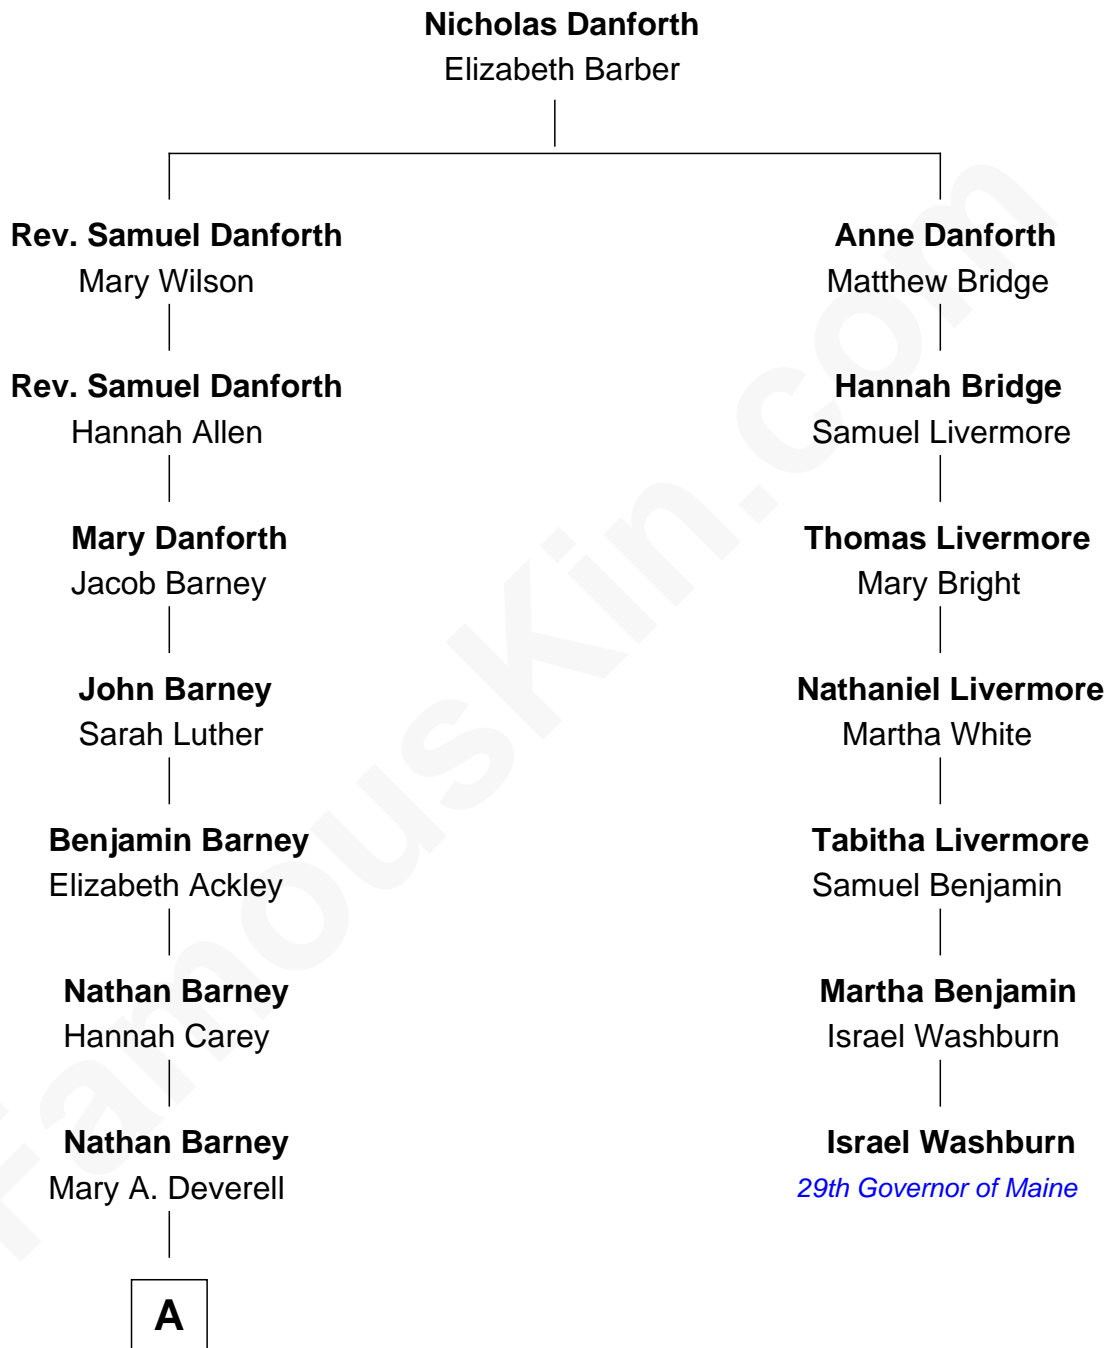 Nicholas Danforth
Elizabeth Barber
Rev. Samuel Danforth
Mary Wilson
Anne Danforth
Matthew Bridge
Rev. Samuel Danforth
Hannah Allen
Hannah Bridge
Samuel Livermore
Mary Danforth
Jacob Barney
Thomas Livermore
Mary Bright
John Barney
Sarah Luther
Nathaniel Livermore
Martha White
Benjamin Barney
Elizabeth Ackley
Tabitha Livermore
Samuel Benjamin
Nathan Barney
Hannah Carey
Martha Benjamin
Israel Washburn
Nathan Barney
Mary A. Deverell
Israel Washburn
29th Governor of Maine
A
FamousKin.com